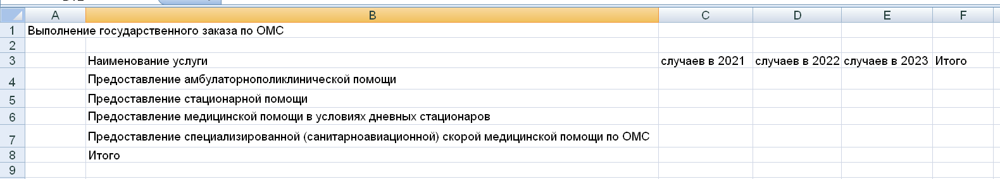 A B C D E F
1 Выполнение государственного заказа по ОМС
2
3 Наименование услуги случаев в 2021 случаев в 2022 случаев в 2023 Итого
4 Предоставление амбулаторнополиклинической помощи
5 Предоставление стационарной помощи
6 Предоставление медицинской помощи в условиях дневных стационаров
7 Предоставление специализированной (санитарноавиационной) скорой медицинской помощи по ОМС
8 Итого
9